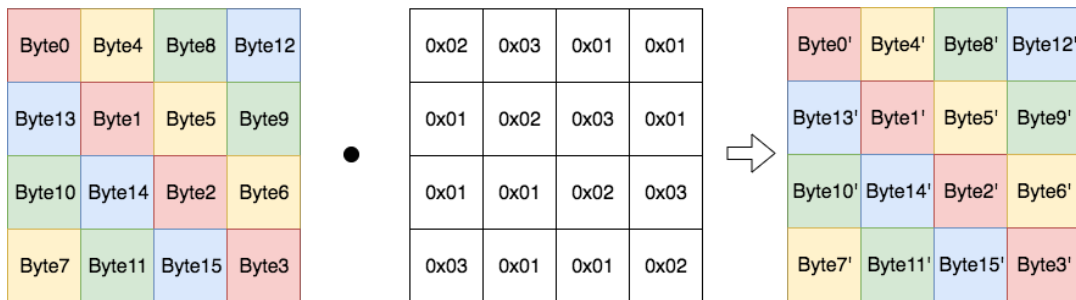 Byte0 Byte4 Byte8 Byte12 0x02 0x03 0x01 0x01 Byte0' Byte4' Byte8' Byte12'
Byte13 Byte1 Byte5 Byte9 0x01 0x02 0x03 0x01 Byte13' Byte1' Byte5' Byte9'
Byte10 Byte14 Byte2 Byte6 0x01 0x01 0x02 0x03 Byte10' Byte14' Byte2' Byte6'
Byte7 Byte11 Byte15 Byte3 0x03 0x01 0x01 0x02 Byte7' Byte11' Byte15' Byte3'